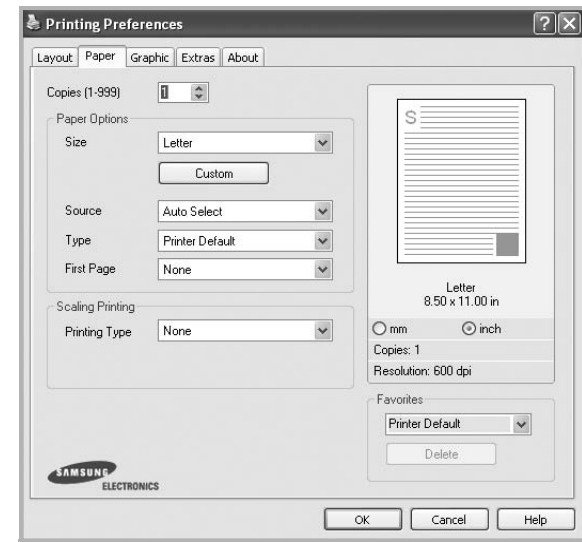 Printing Preferences
Layout Paper Graphic Extras About
Copies (1-999) 1
Paper Options
Size Letter
Custom
Source Auto Select
Type Printer Default
First Page None
Scaling Printing
Printing Type None
S
Letter
8.50 x 11.00 in
mm inch
Copies: 1
Resolution: 600 dpi
Favorites
Printer Default
Delete
SAMSUNG
ELECTRONICS
OK Cancel Help